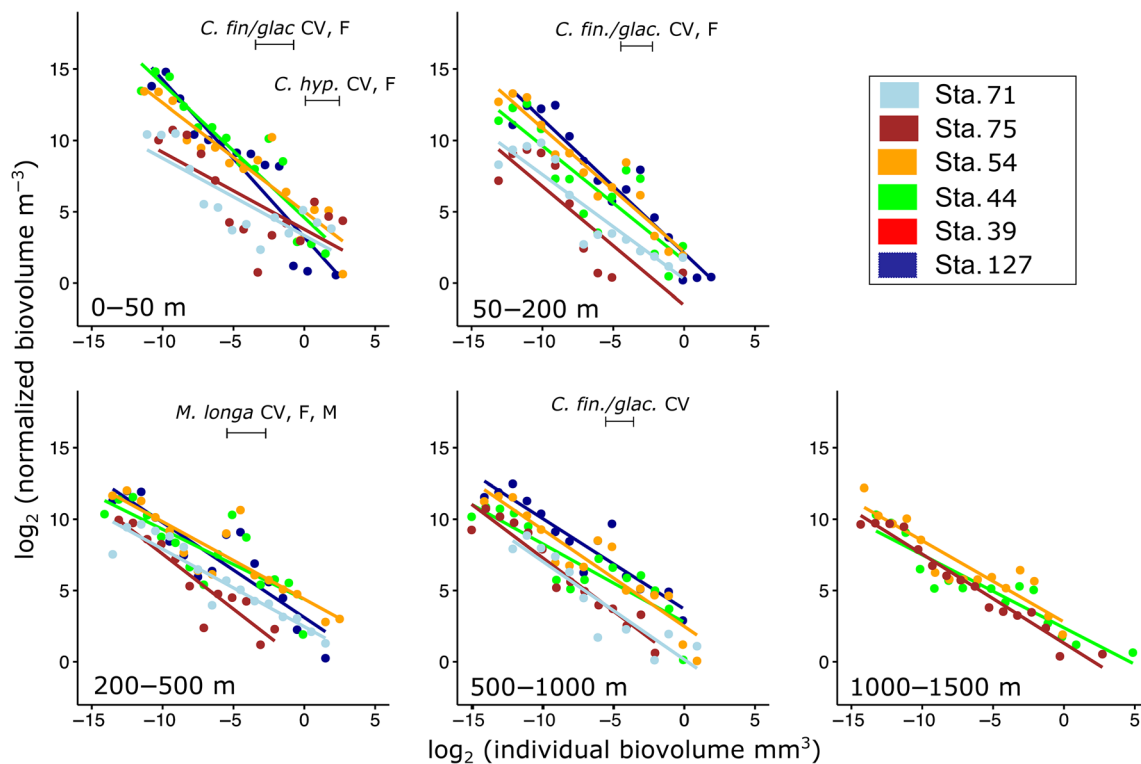 C. fin/glac CV, F
C. hyp. CV, F
15
10
5
0
0–50 m
−15 −10 −5 0 5
C. fin./glac. CV, F
15
10
5
0
50–200 m
−15 −10 −5 0 5
Sta. 71
Sta. 75
Sta. 54
Sta. 44
Sta. 39
Sta. 127
log2 (normalized biovolume m−3)
M. longa CV, F, M
15
10
5
0
200–500 m
−15 −10 −5 0 5
C. fin./glac. CV
15
10
5
0
500–1000 m
−15 −10 −5 0 5
15
10
5
0
1000–1500 m
−15 −10 −5 0 5
log2 (individual biovolume mm3)